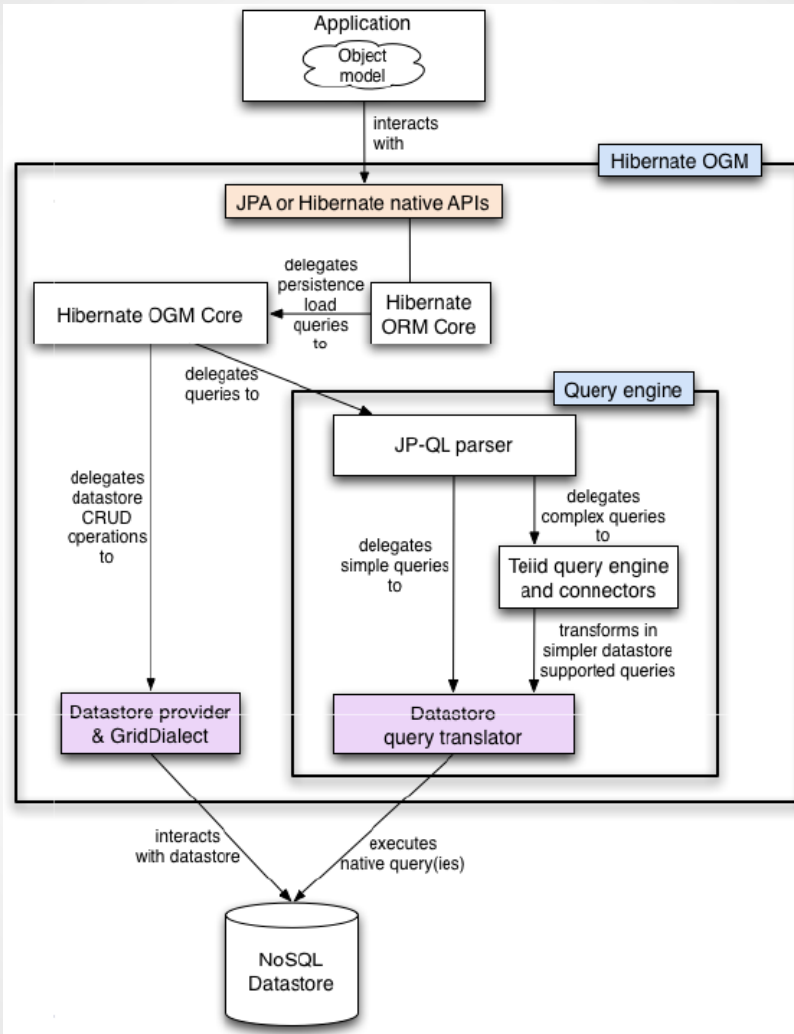 Application
Object
model
interacts
with
Hibernate OGM
JPA or Hibernate native APIs
delegates
persistence
load
queries
to
Hibernate OGM Core
Hibernate
ORM Core
delegates
queries to
Query engine
JP-QL parser
delegates
datastore
CRUD
operations
to
delegates
simple queries
to
delegates
complex queries
to
Teiid query engine
and connectors
transforms in
simpler datastore
supported queries
Datastore provider
& GridDialect
Datastore
query translator
interacts
with datastore
executes
native query(ies)
NoSQL
Datastore